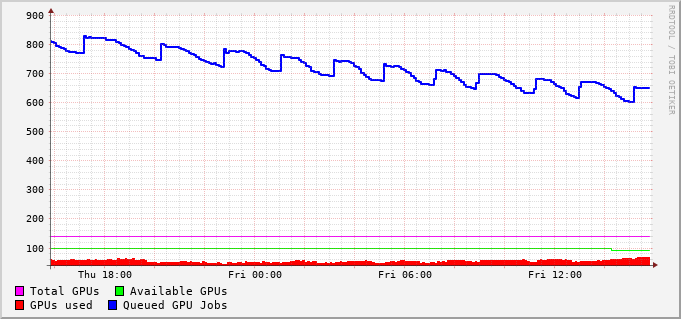 900
800
700
600
500
400
300
200
100
Thu 18:00 Fri 00:00 Fri 06:00 Fri 12:00
Total GPUs Available GPUs
GPUs used Queued GPU Jobs
RRDTOOL / TOBI OETIKER